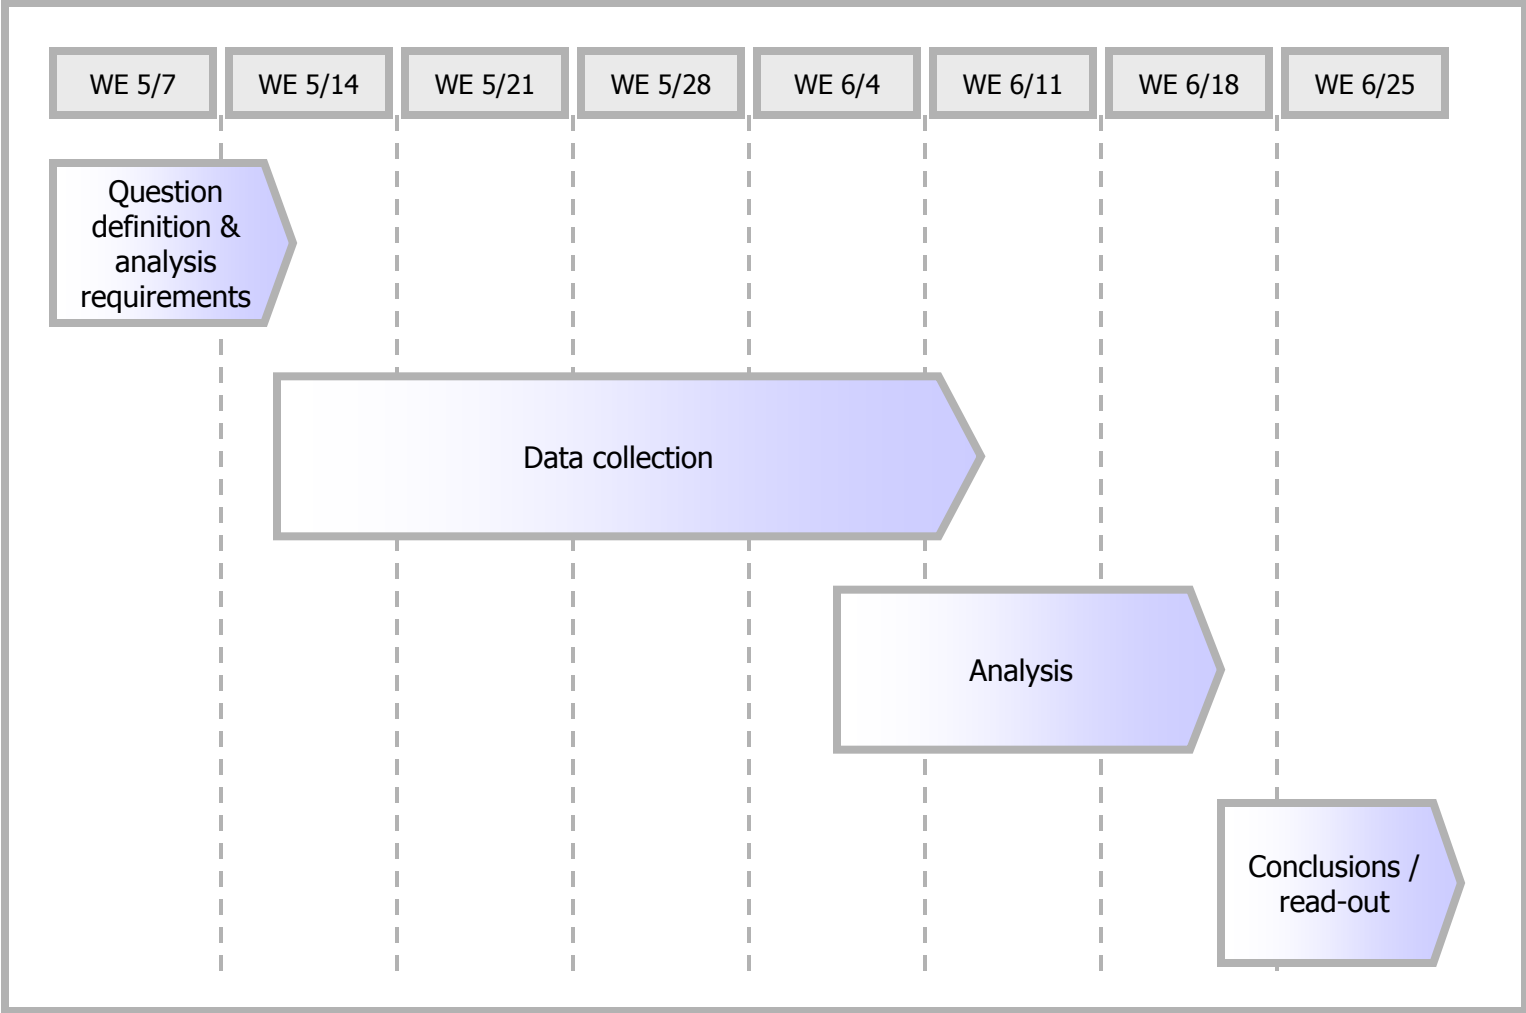 WE 5/7
WE 5/14
WE 5/21
WE 5/28
WE 6/4
WE 6/11
WE 6/18
WE 6/25
Question
definition &
analysis
requirements
Data collection
Analysis
Conclusions /
read-out